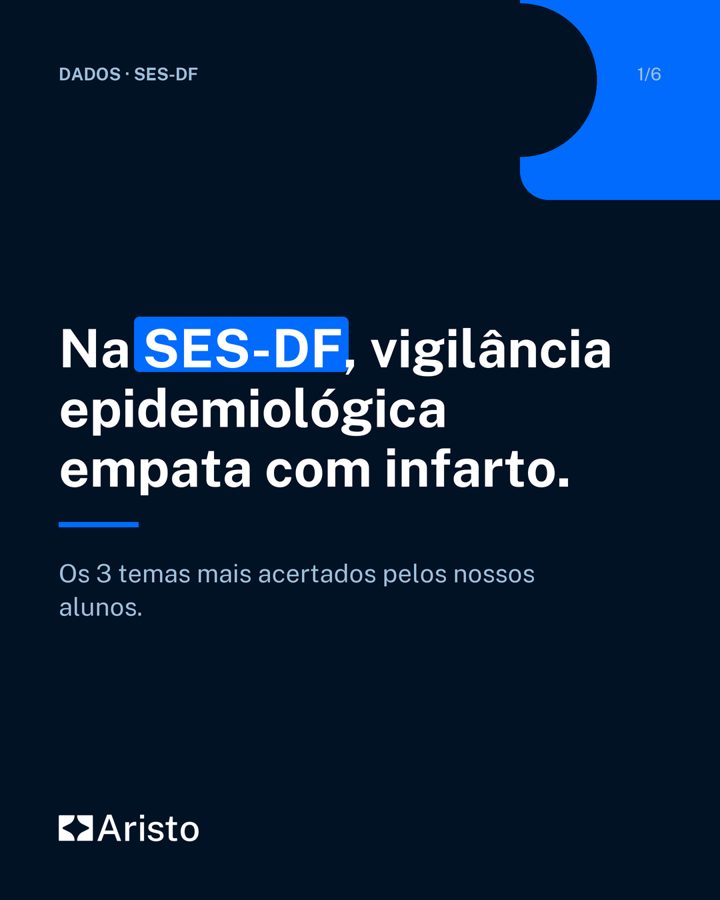 DADOS · SES-DF
1/6
Na SES-DF, vigilância
epidemiológica
empata com infarto.
Os 3 temas mais acertados pelos nossos
alunos.
Aristo